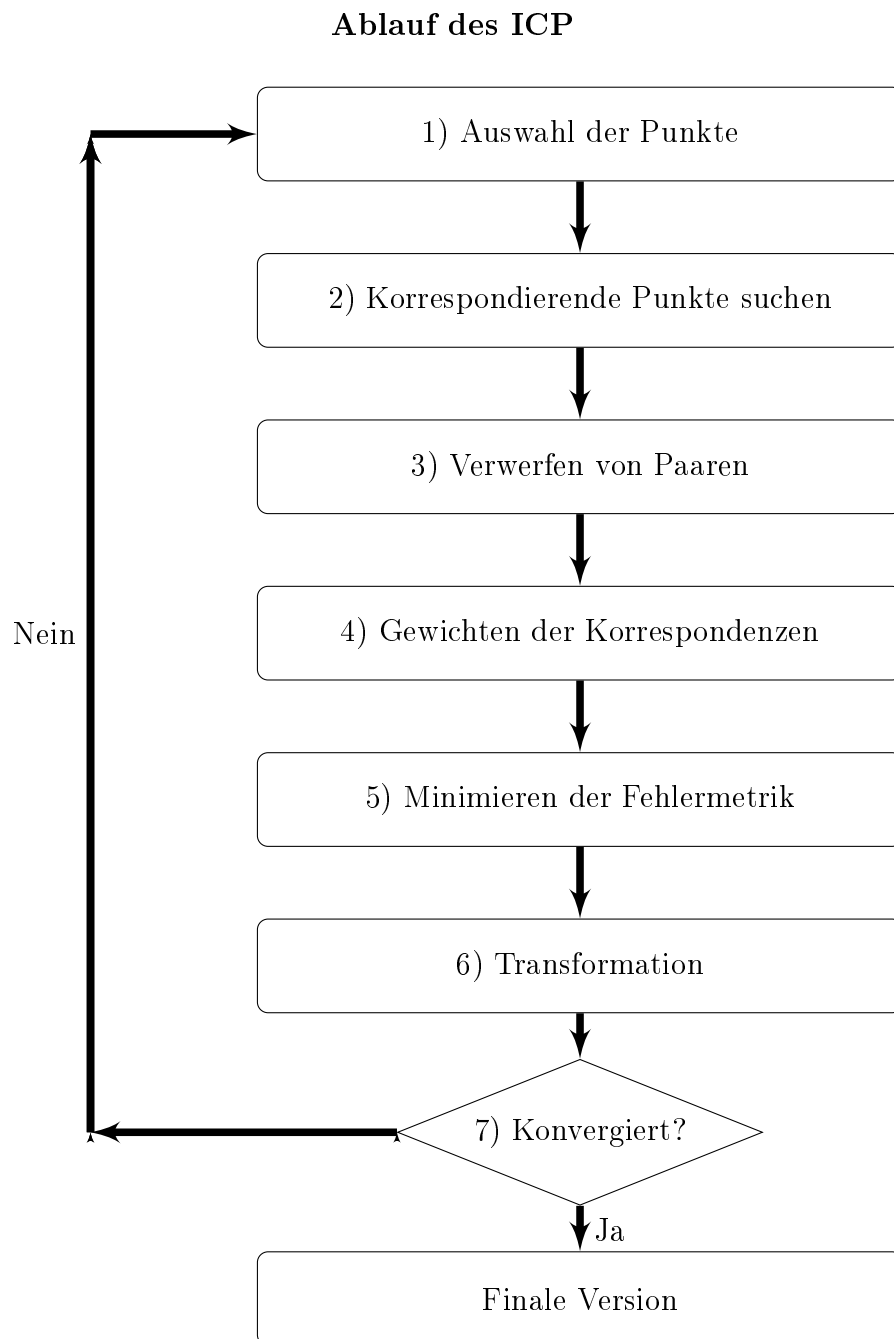 Ablauf des ICP
1) Auswahl der Punkte
2) Korrespondierende Punkte suchen
3) Verwerfen von Paaren
4) Gewichten der Korrespondenzen
Nein
5) Minimieren der Fehlermetrik
6) Transformation
7) Konvergiert?
Ja
Finale Version